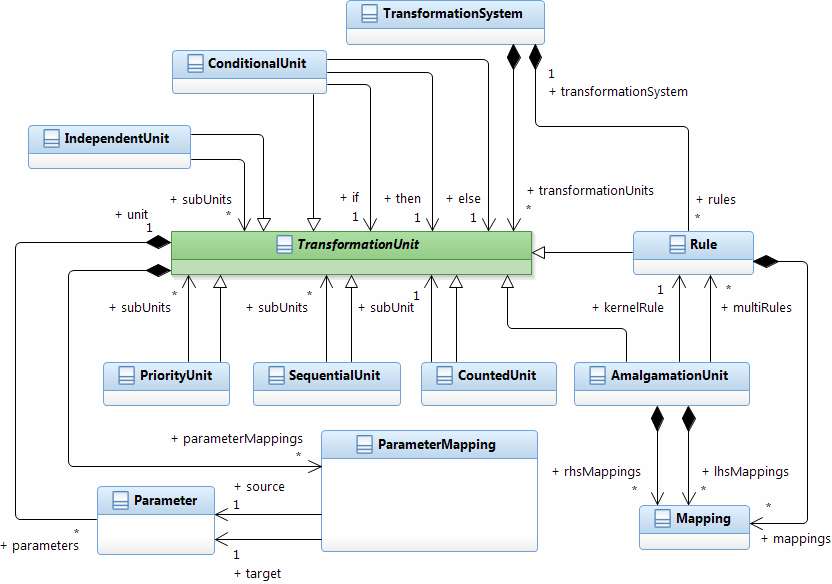 TransformationSystem
ConditionalUnit
1
+ transformationSystem
IndependentUnit
+ subUnits
*
+ if
1
+ then
1
+ else
1
+ transformationUnits
*
+ rules
*
+ unit
1
TransformationUnit
Rule
+ subUnits
*
+ subUnits
*
+ subUnit
1
1
+ kernelRule
*
+ multiRules
PriorityUnit
SequentialUnit
CountedUnit
AmalgamationUnit
+ parameterMappings
*
ParameterMapping
+ rhsMappings
*
+ lhsMappings
*
Parameter
+ source
1
Mapping
*
+ mappings
*
+ parameters
1
+ target